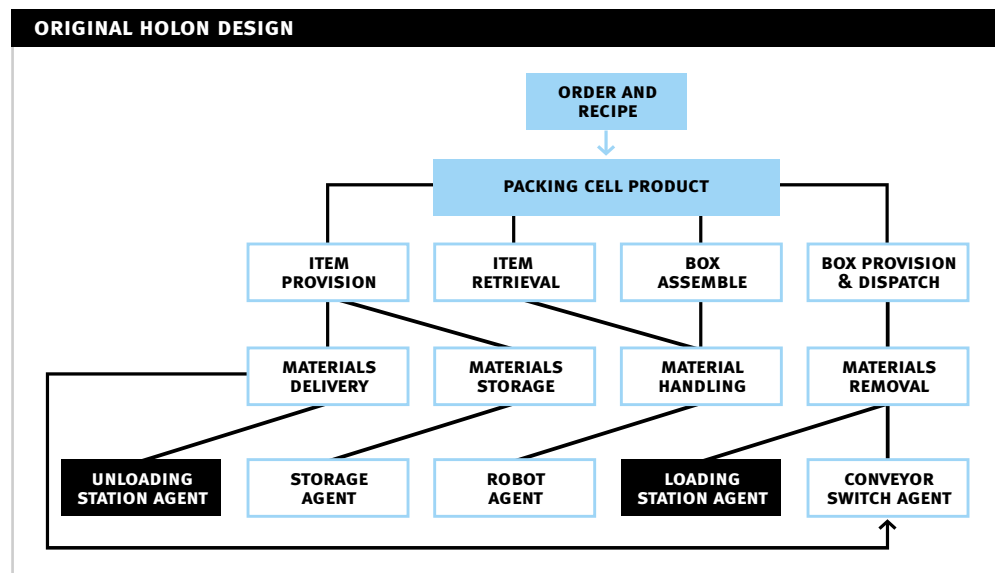 ORIGINAL HOLON DESIGN
ORDER AND
RECIPE
PACKING CELL PRODUCT
ITEM
PROVISION
ITEM
RETRIEVAL
BOX
ASSEMBLE
BOX PROVISION
& DISPATCH
MATERIALS
DELIVERY
MATERIALS
STORAGE
MATERIAL
HANDLING
MATERIALS
REMOVAL
UNLOADING
STATION AGENT
STORAGE
AGENT
ROBOT
AGENT
LOADING
STATION AGENT
CONVEYOR
SWITCH AGENT